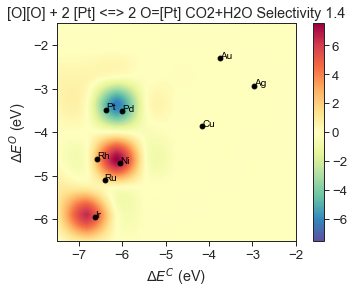 [O][O] + 2 [Pt] <=> 2 O=[Pt] CO2+H2O Selectivity 1.4
−2
−3
−4
−5
−6
ΔE^O (eV)
Au
Ag
Pt
Pd
Cu
Rh
Ni
Ru
Ir
−7
−6
−5
−4
−3
−2
ΔE^C (eV)
6
4
2
0
−2
−4
−6